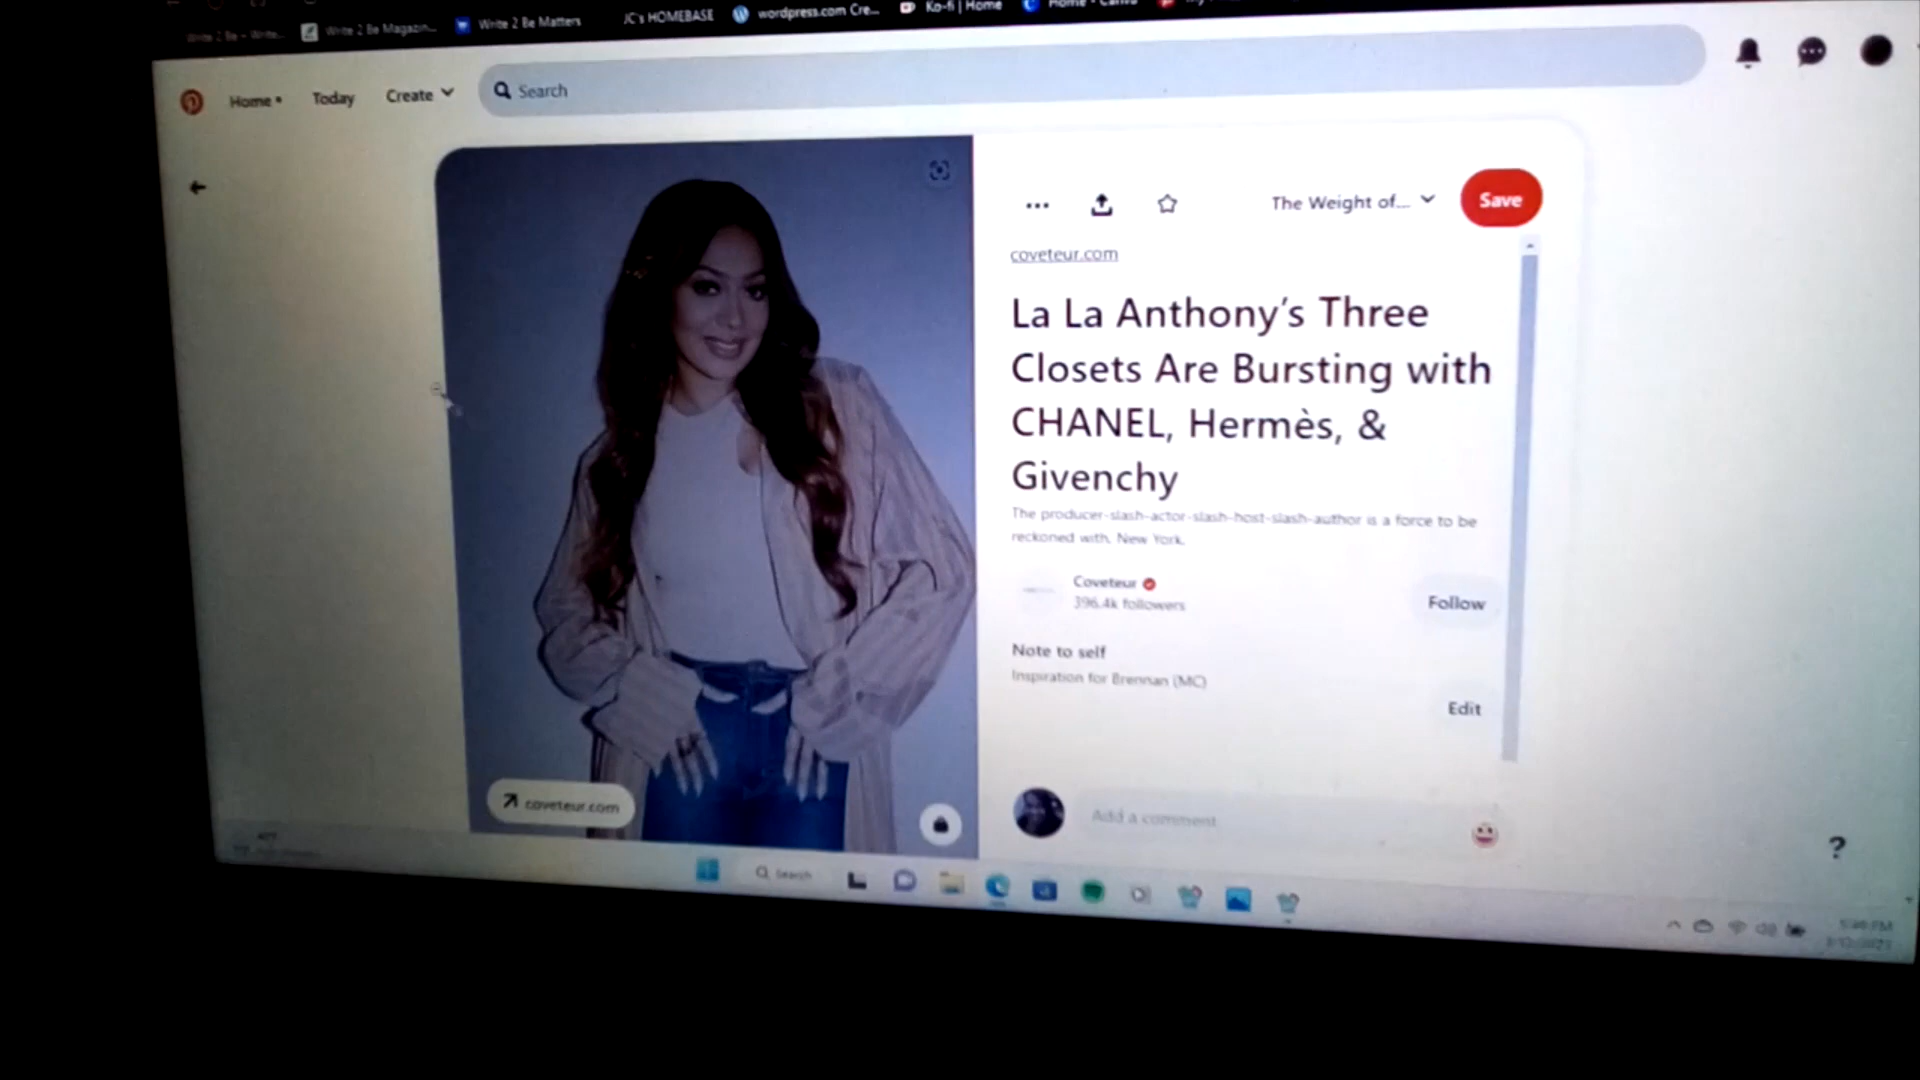 Write 2 Be - Write...
Write 2 Be Magazin...
Write 2 Be Matters
JC's HOMEBASE
wordpress.com Cre...
Ko-fi | Home
Home - Canva
Home
Today
Create
Search
The Weight of...
Save
coveteur.com
La La Anthony's Three
Closets Are Bursting with
CHANEL, Hermès, &
Givenchy
The producer-slash-actor-slash-host-slash-author is a force to be
reckoned with. New York.
Coveteur
396.4k followers
Follow
Note to self
Inspiration for Brennan (MC)
Edit
coveteur.com
Add a comment
?
Search